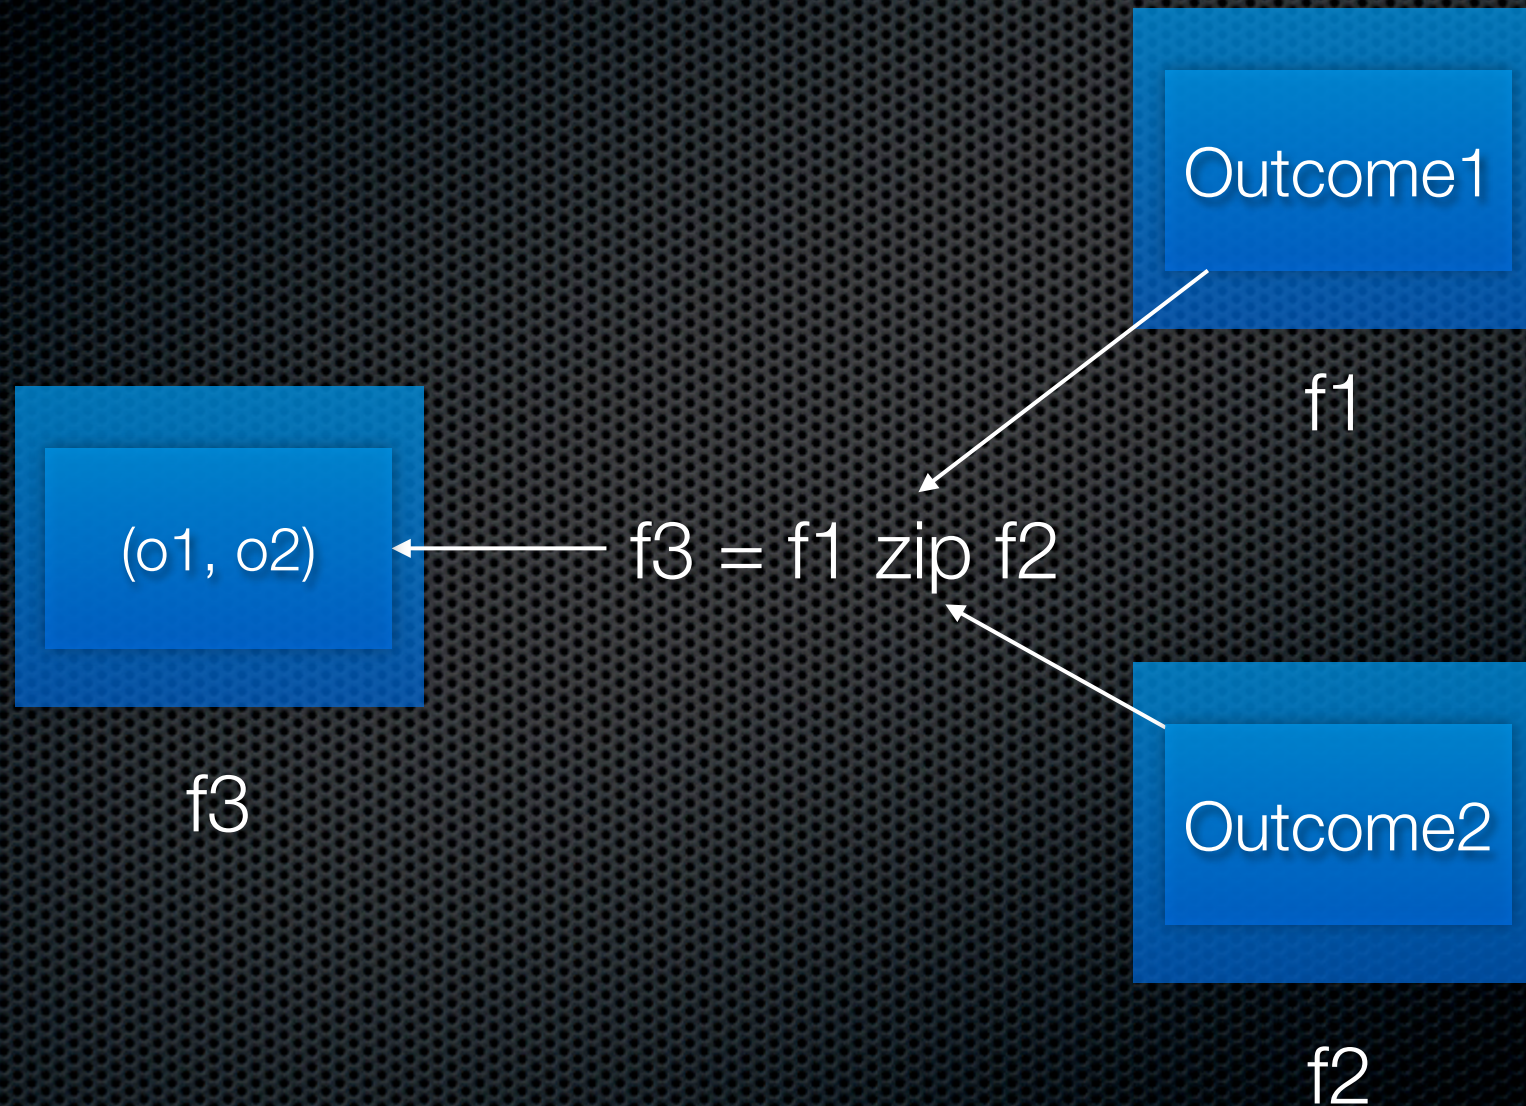 Outcome1
f1
(o1, o2)
f3 = f1 zip f2
f3
Outcome2
f2